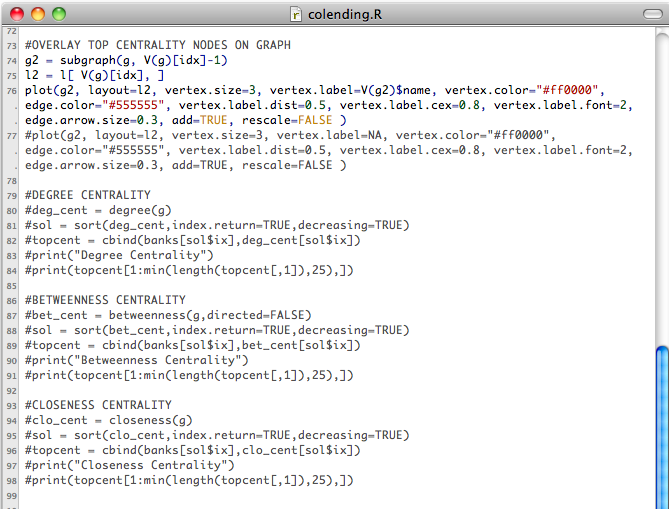 colending.R
72
73 #OVERLAY TOP CENTRALITY NODES ON GRAPH
74 g2 = subgraph(g, V(g)[idx]-1)
75 l2 = l[ V(g)[idx], ]
76 plot(g2, layout=l2, vertex.size=3, vertex.label=V(g2)$name, vertex.color="#ff0000",
. edge.color="#555555", vertex.label.dist=0.5, vertex.label.cex=0.8, vertex.label.font=2,
. edge.arrow.size=0.3, add=TRUE, rescale=FALSE )
77 #plot(g2, layout=l2, vertex.size=3, vertex.label=NA, vertex.color="#ff0000",
. edge.color="#555555", vertex.label.dist=0.5, vertex.label.cex=0.8, vertex.label.font=2,
. edge.arrow.size=0.3, add=TRUE, rescale=FALSE )
78
79 #DEGREE CENTRALITY
80 #deg_cent = degree(g)
81 #sol = sort(deg_cent,index.return=TRUE,decreasing=TRUE)
82 #topcent = cbind(banks[sol$ix],deg_cent[sol$ix])
83 #print("Degree Centrality")
84 #print(topcent[1:min(length(topcent[,1]),25),])
85
86 #BETWEENNESS CENTRALITY
87 #bet_cent = betweenness(g,directed=FALSE)
88 #sol = sort(bet_cent,index.return=TRUE,decreasing=TRUE)
89 #topcent = cbind(banks[sol$ix],bet_cent[sol$ix])
90 #print("Betweenness Centrality")
91 #print(topcent[1:min(length(topcent[,1]),25),])
92
93 #CLOSENESS CENTRALITY
94 #clo_cent = closeness(g)
95 #sol = sort(clo_cent,index.return=TRUE,decreasing=TRUE)
96 #topcent = cbind(banks[sol$ix],clo_cent[sol$ix])
97 #print("Closeness Centrality")
98 #print(topcent[1:min(length(topcent[,1]),25),])
99